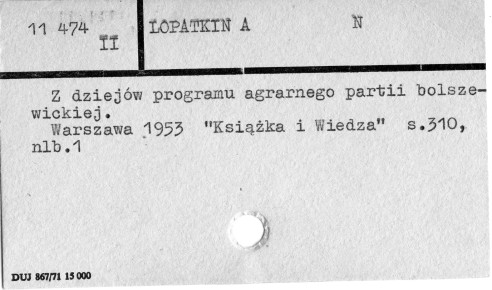 11 474
II
LOPATKIN A N
Z dziejów programu agrarnego partii bolsze-
wickiej.
Warszawa 1953 "Książka i Wiedza" s.310,
nlb.1
DUJ 867/71 15 000